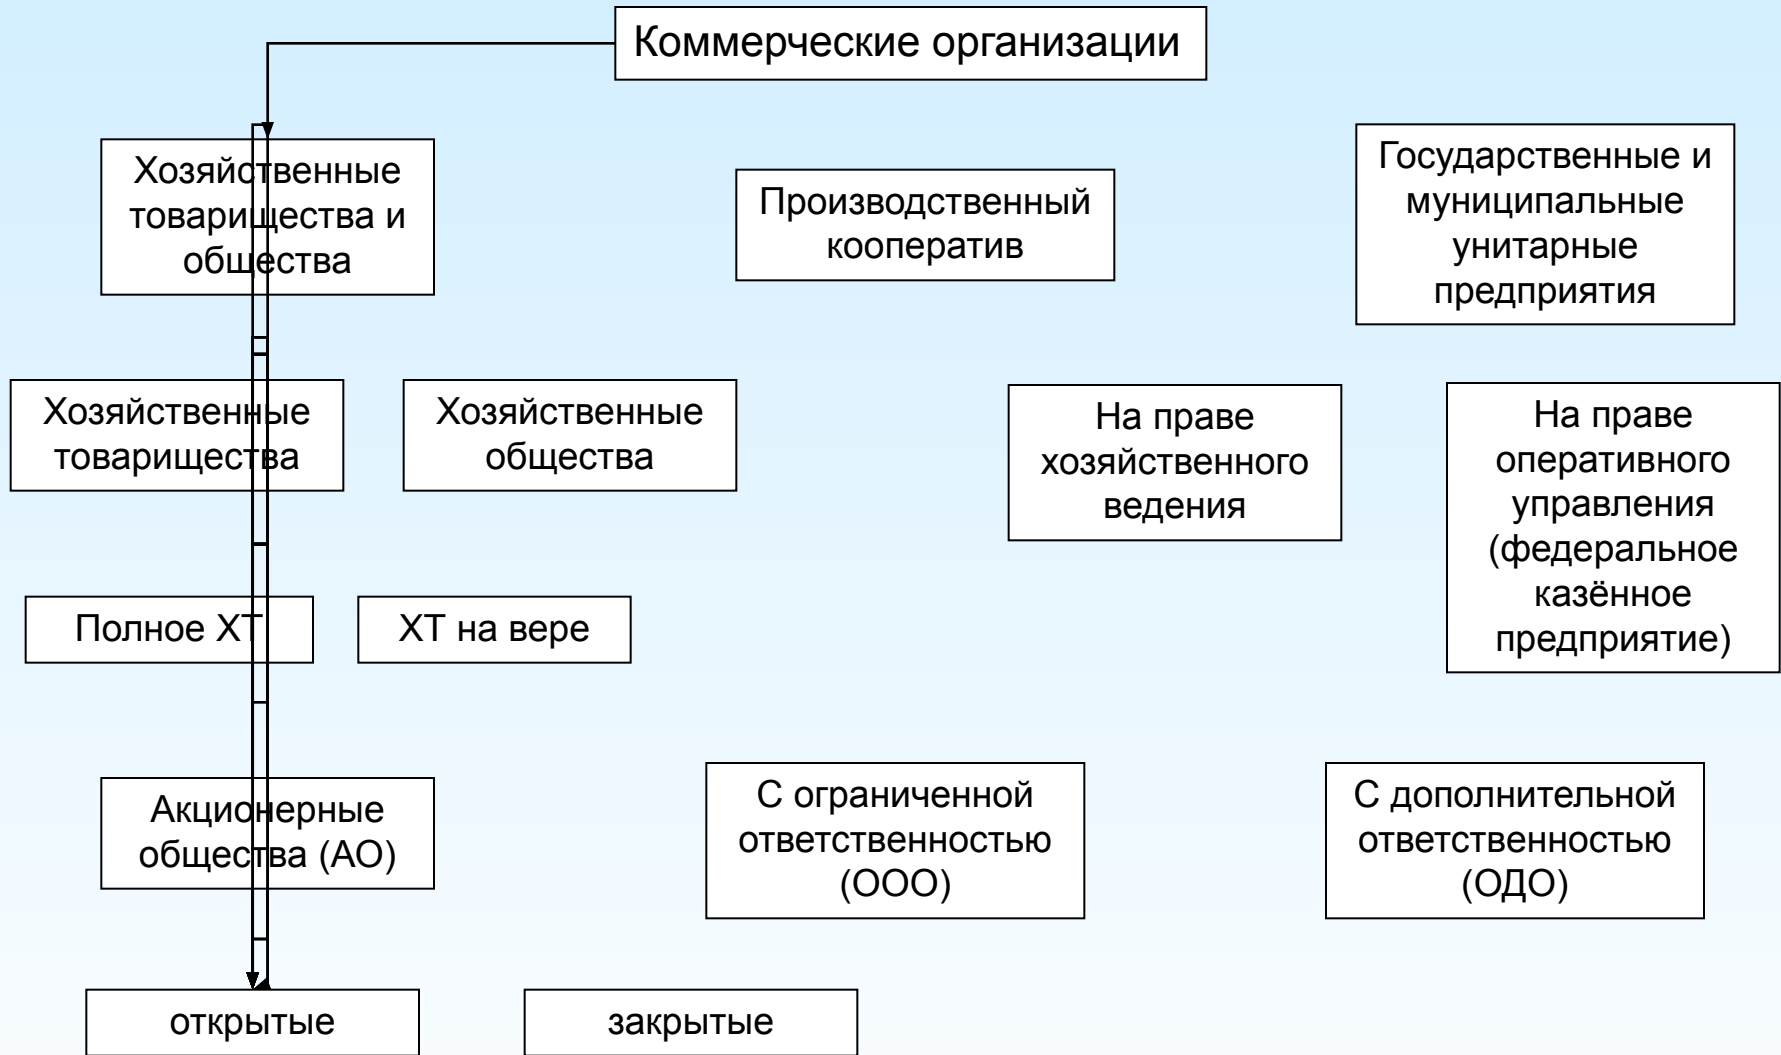 Коммерческие организации
Хозяйственные
товарищества и
общества
Производственный
кооператив
Государственные и
муниципальные
унитарные
предприятия
Хозяйственные
товарищества
Хозяйственные
общества
На праве
хозяйственного
ведения
На праве
оперативного
управления
(федеральное
казённое
предприятие)
Полное ХТ
ХТ на вере
Акционерные
общества (АО)
С ограниченной
ответственностью
(ООО)
С дополнительной
ответственностью
(ОДО)
открытые
закрытые